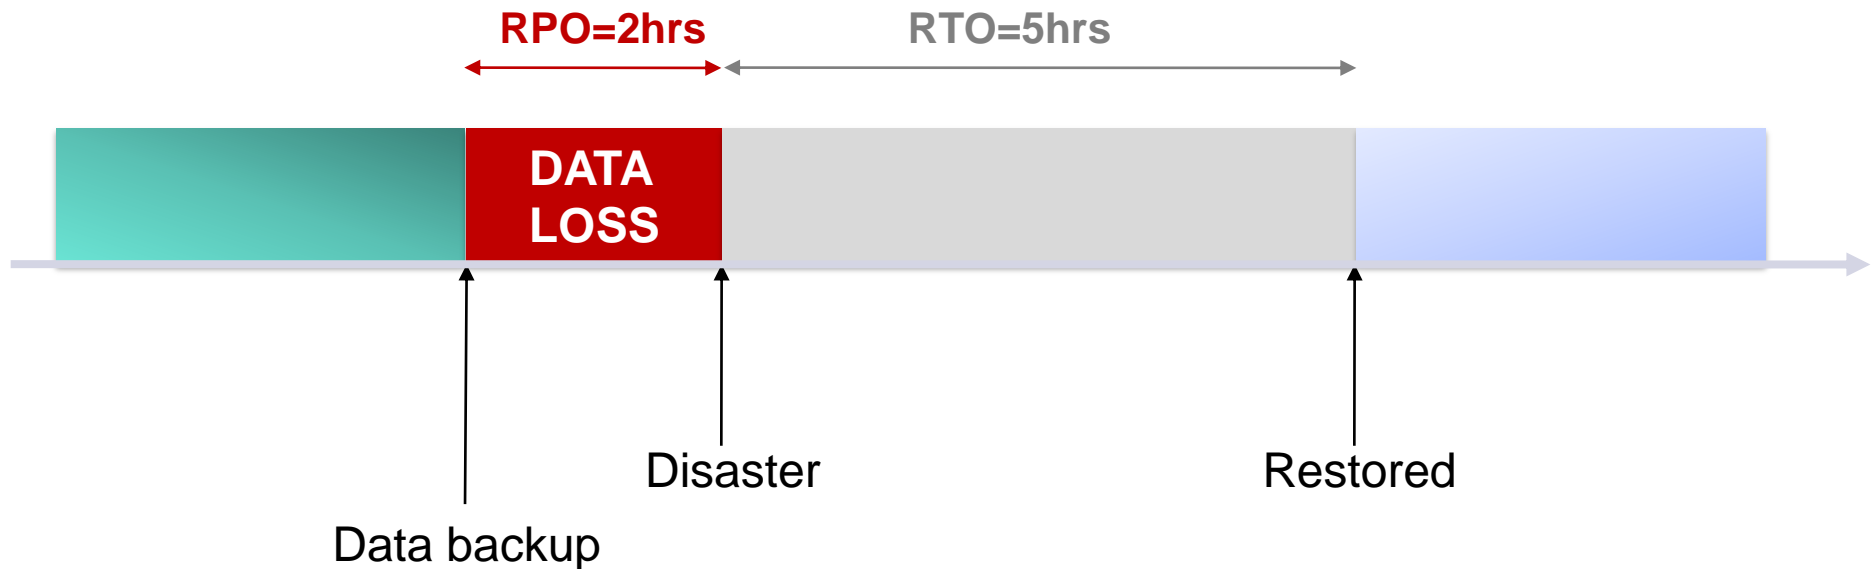 RPO=2hrs
RTO=5hrs
DATA
LOSS
Disaster
Restored
Data backup